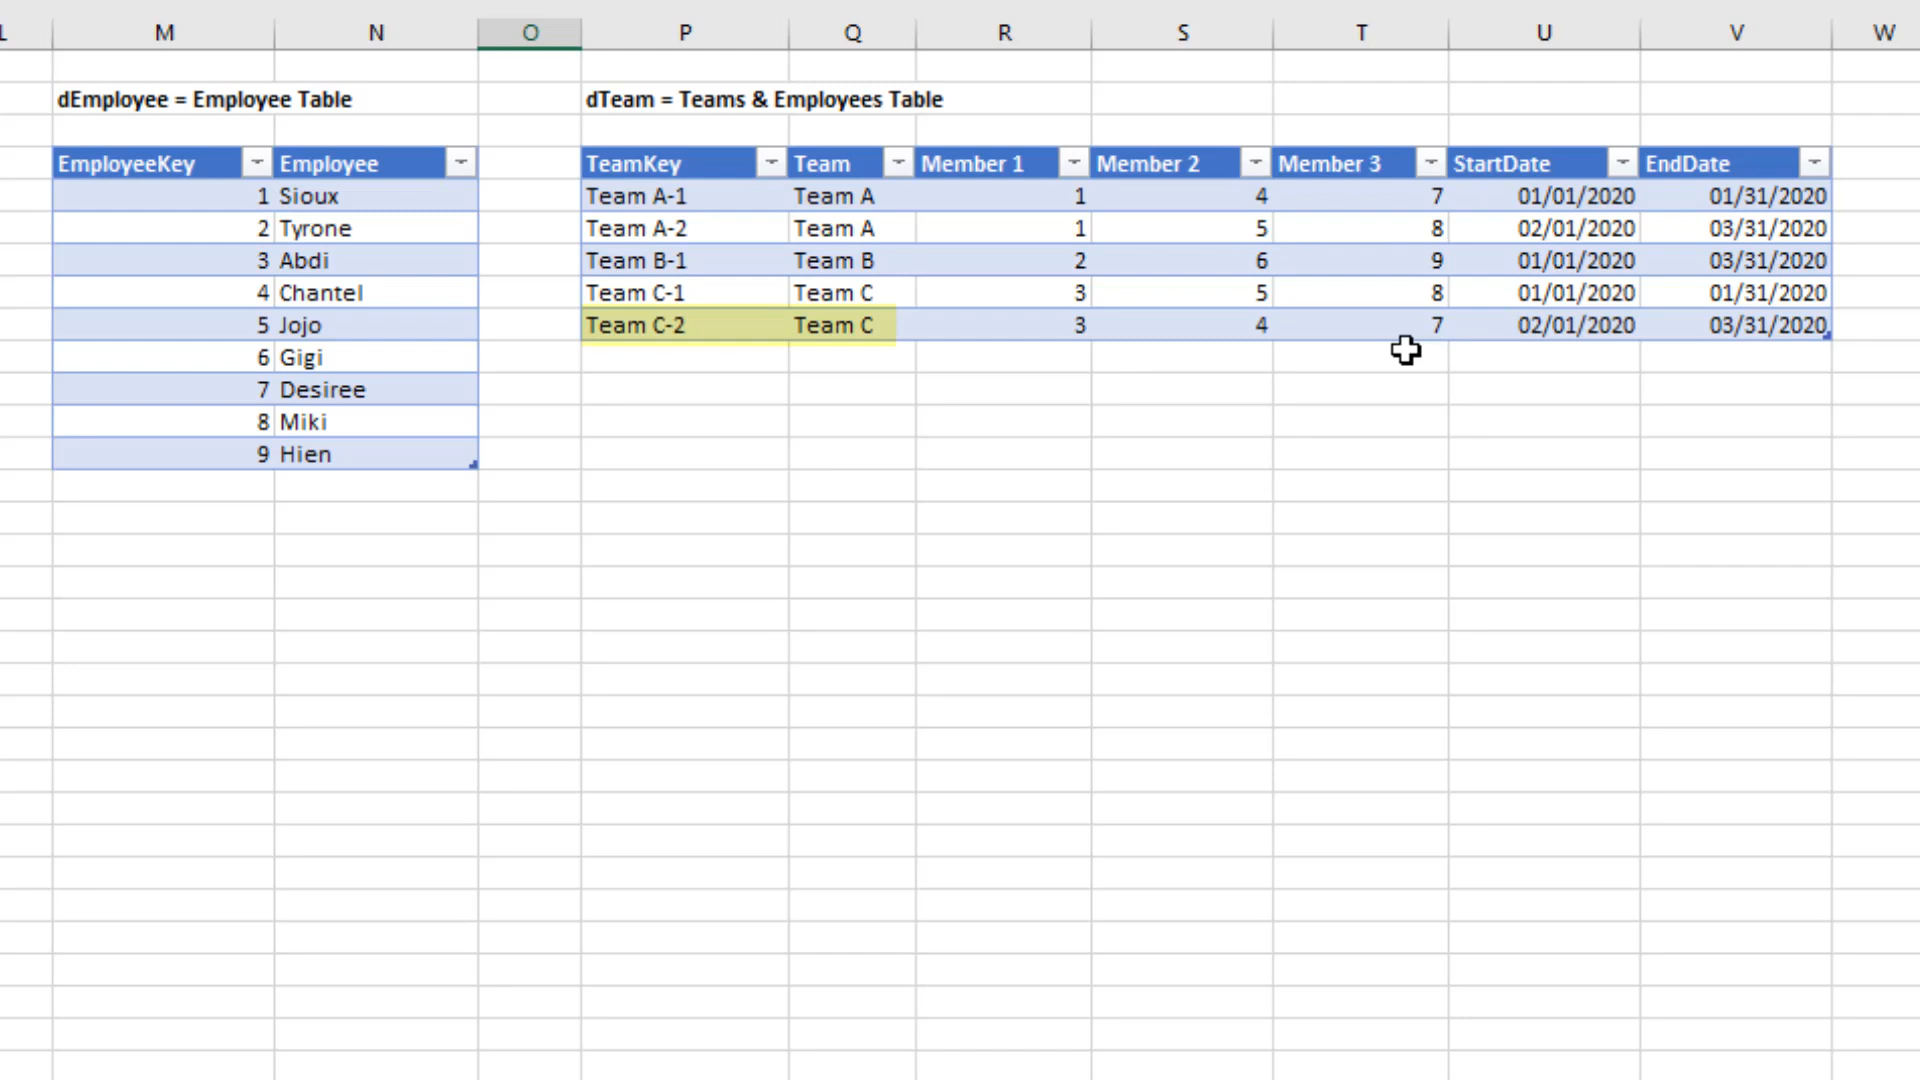 L M N O P Q R S T U V W
dEmployee = Employee Table dTeam = Teams & Employees Table
EmployeeKey Employee TeamKey Team Member 1 Member 2 Member 3 StartDate EndDate
1 Sioux Team A-1 Team A 1 4 7 01/01/2020 01/31/2020
2 Tyrone Team A-2 Team A 1 5 8 02/01/2020 03/31/2020
3 Abdi Team B-1 Team B 2 6 9 01/01/2020 03/31/2020
4 Chantel Team C-1 Team C 3 5 8 01/01/2020 01/31/2020
5 Jojo Team C-2 Team C 3 4 7 02/01/2020 03/31/2020
6 Gigi
7 Desiree
8 Miki
9 Hien